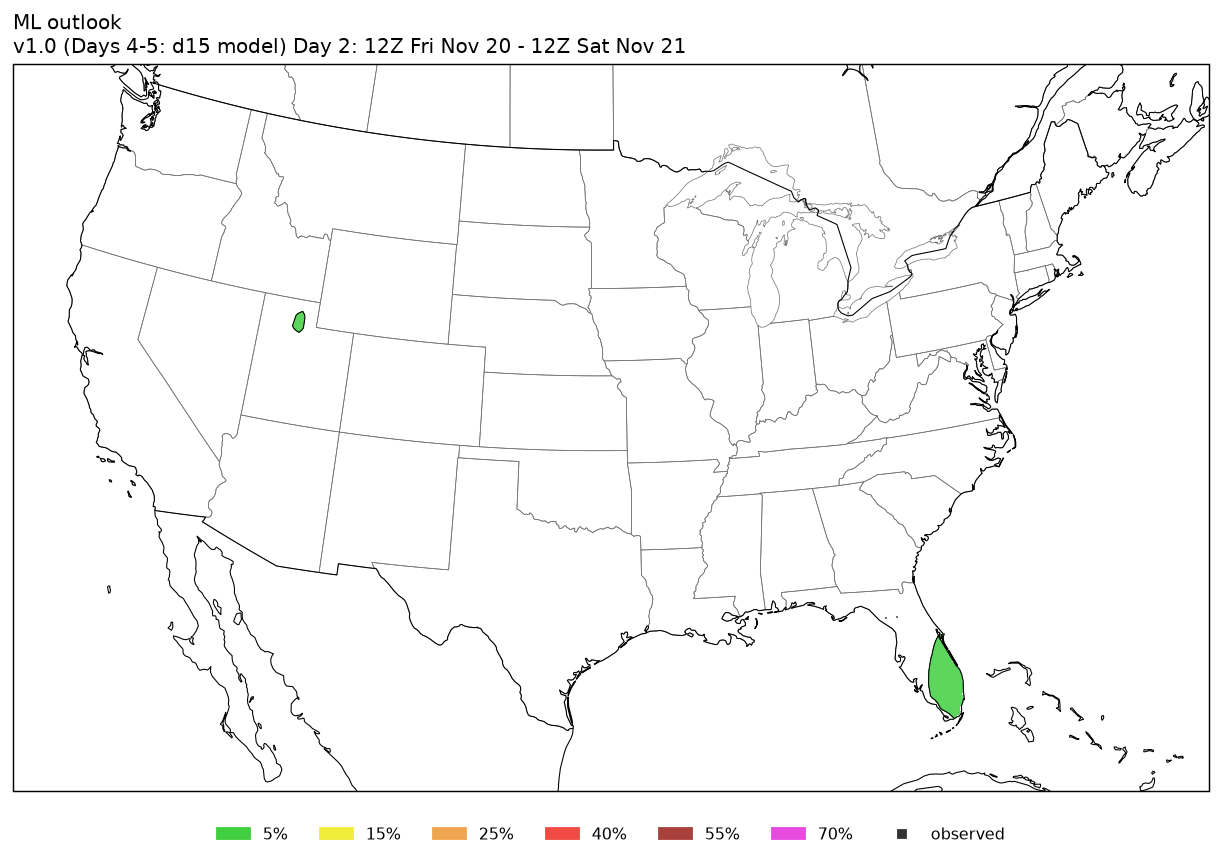 ML outlook
v1.0 (Days 4-5: d15 model) Day 2: 12Z Fri Nov 20 - 12Z Sat Nov 21
5% 15% 25% 40% 55% 70% observed